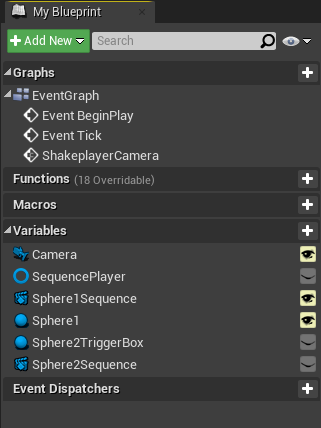 My Blueprint
Add New Search
Graphs
EventGraph
Event BeginPlay
Event Tick
ShakeplayerCamera
Functions (18 Overridable)
Macros
Variables
Camera
SequencePlayer
Sphere1Sequence
Sphere1
Sphere2TriggerBox
Sphere2Sequence
Event Dispatchers